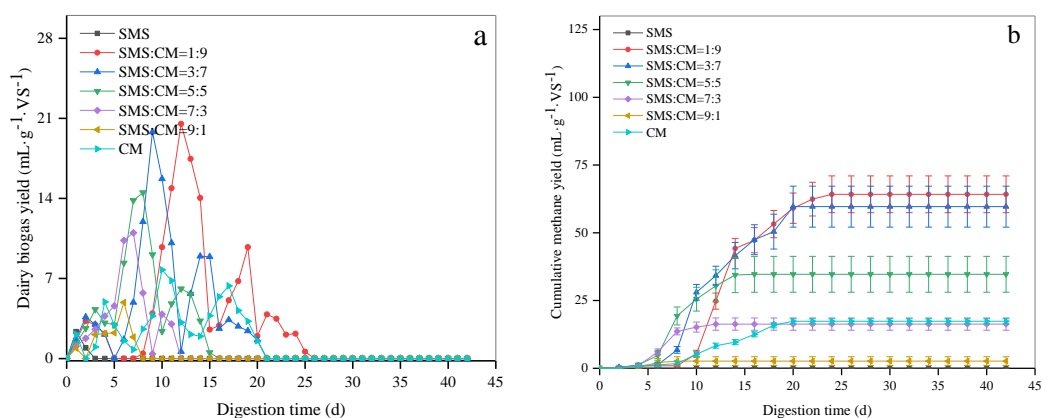 a
SMS
SMS:CM=1:9
SMS:CM=3:7
SMS:CM=5:5
SMS:CM=7:3
SMS:CM=9:1
CM
Dairy biogas yield (mL·g⁻¹·VS⁻¹)
28
21
14
7
0
0 5 10 15 20 25 30 35 40 45
Digestion time (d)
b
SMS
SMS:CM=1:9
SMS:CM=3:7
SMS:CM=5:5
SMS:CM=7:3
SMS:CM=9:1
CM
Cumulative methane yield (mL·g⁻¹·VS⁻¹)
125
100
75
50
25
0
0 5 10 15 20 25 30 35 40 45
Digestion time (d)